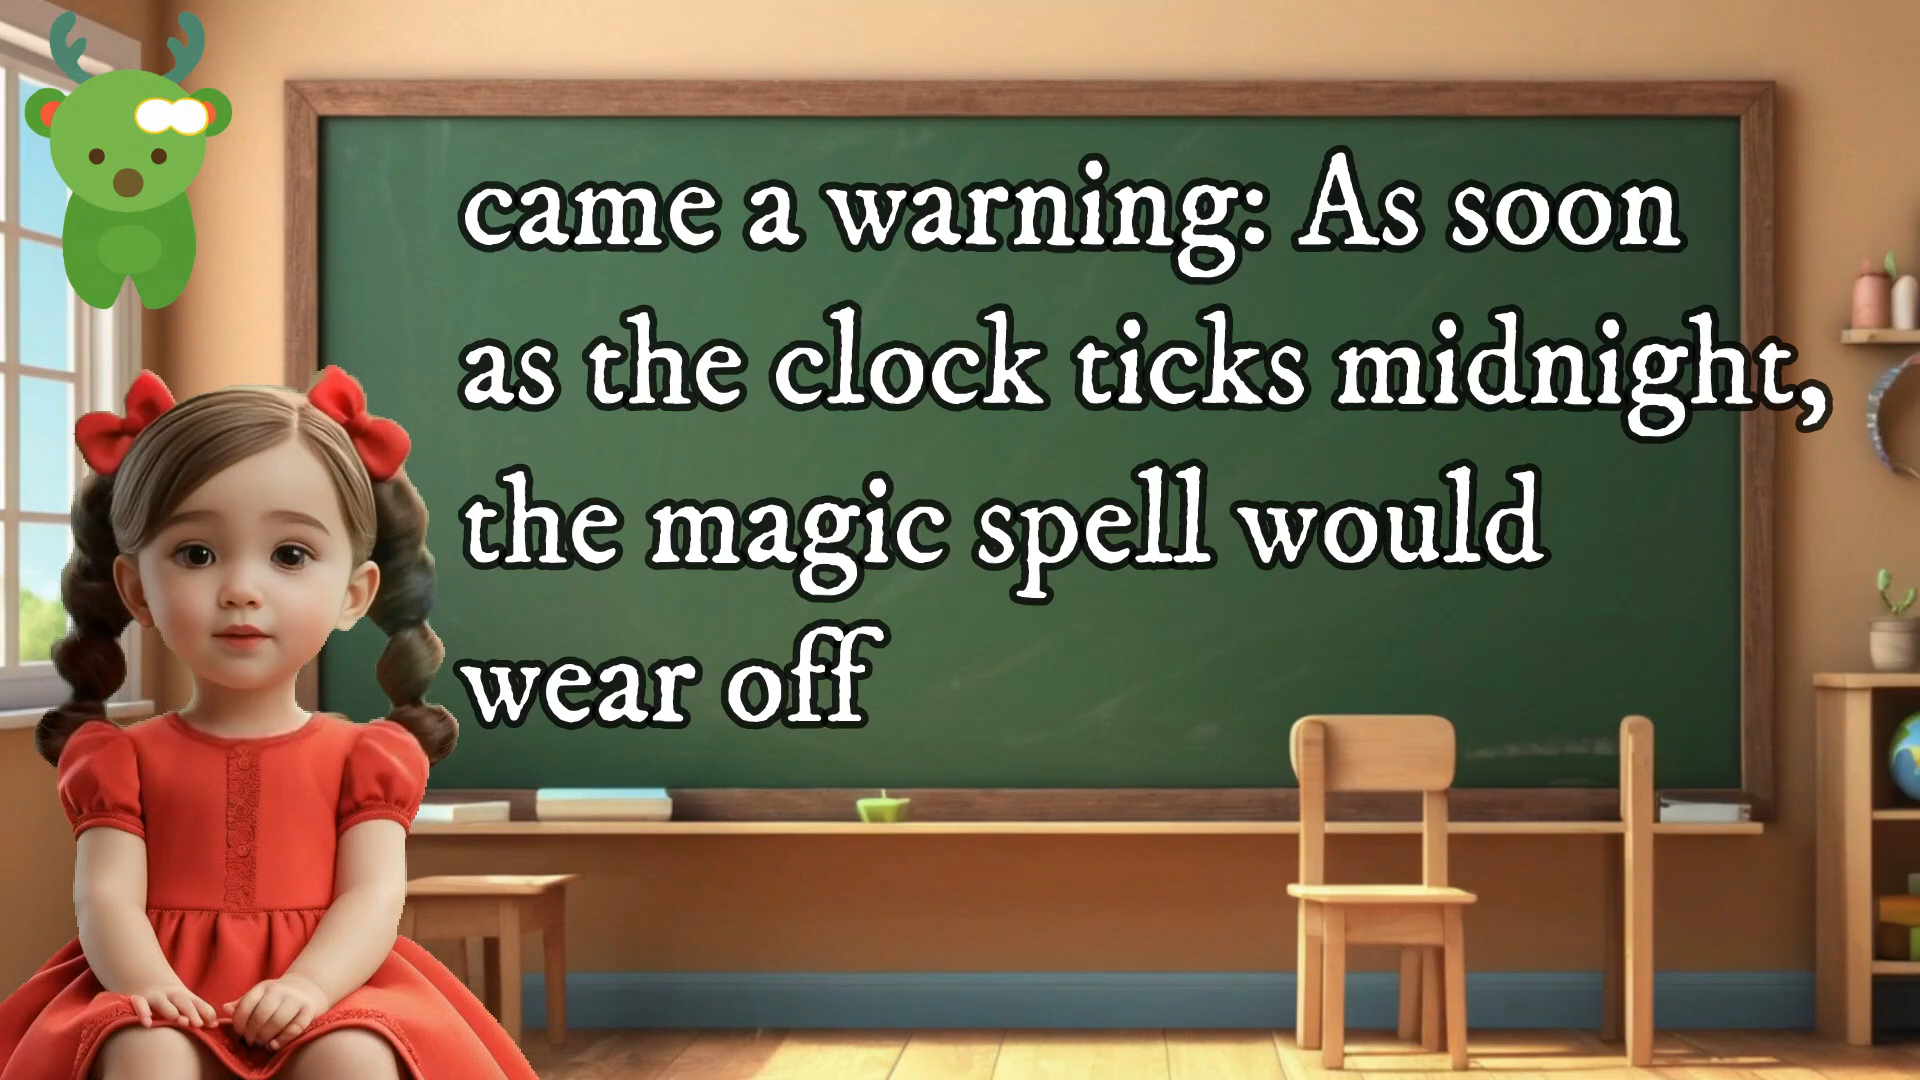 came a warning: As soon
as the clock ticks midnight,
the magic spell would
wear off